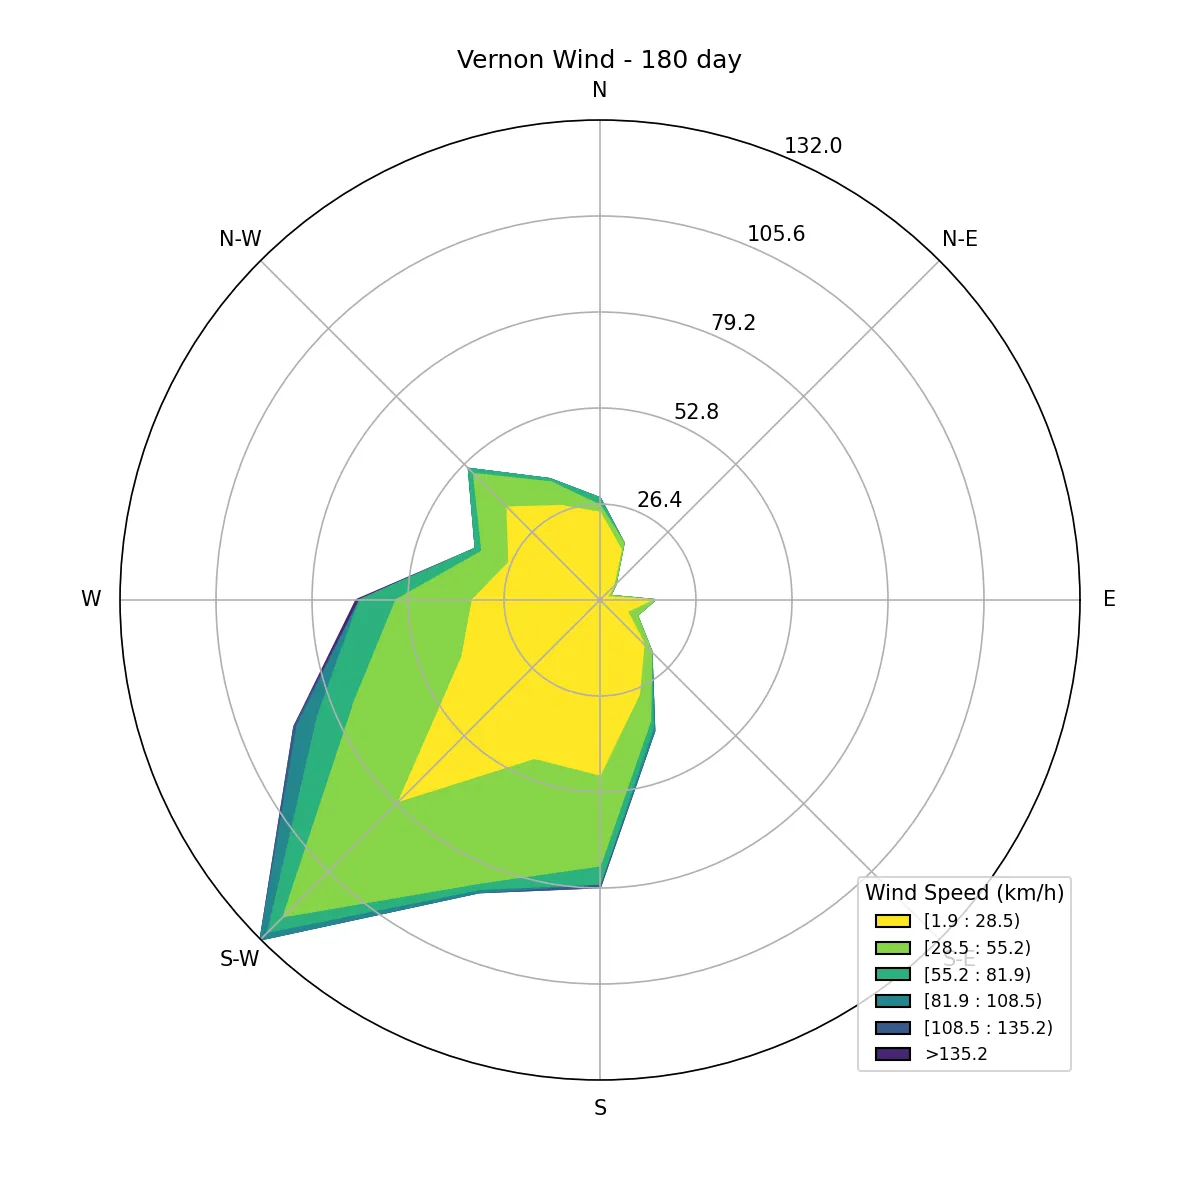 Vernon Wind - 180 day
N
132.0
105.6
N-W
N-E
79.2
52.8
26.4
W
E
S-W
S-E
Wind Speed (km/h)
[1.9 : 28.5)
[28.5 : 55.2)
[55.2 : 81.9)
[81.9 : 108.5)
[108.5 : 135.2)
>135.2
S